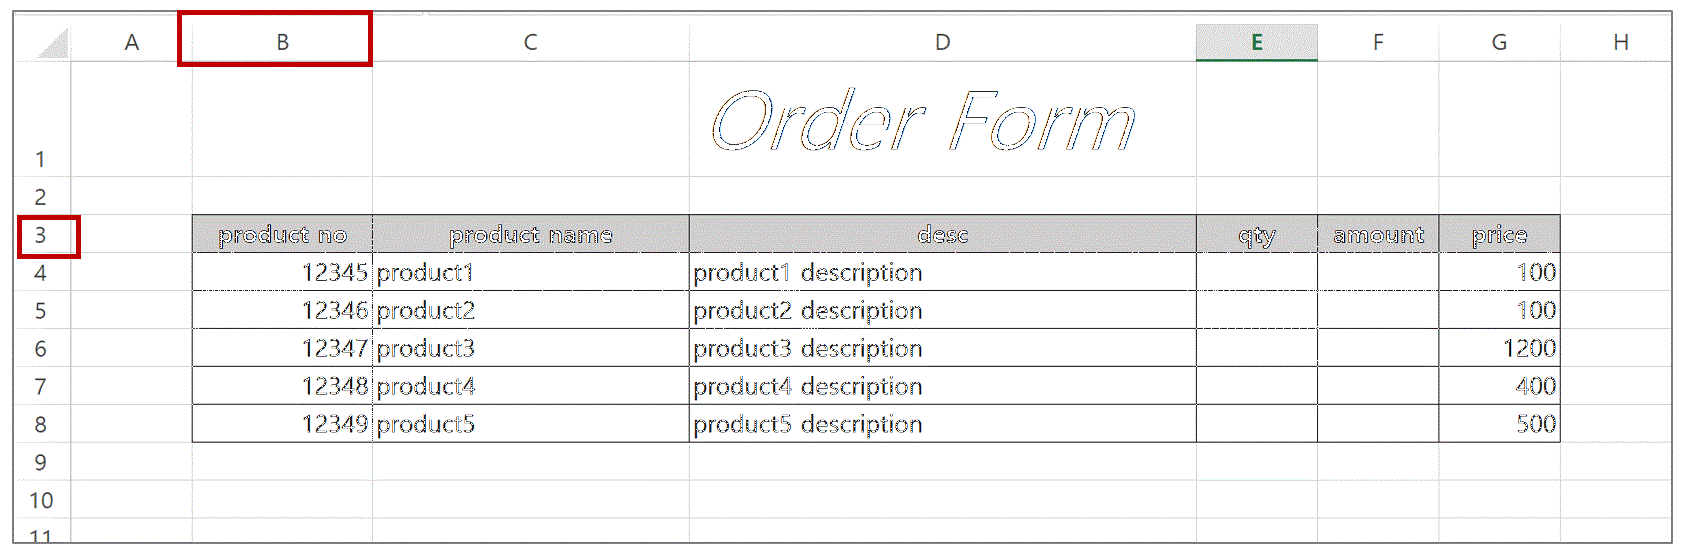 A B C D E F G H
1 Order Form
2
3 product no product name desc qty amount price
4 12345 product1 product1 description 100
5 12346 product2 product2 description 100
6 12347 product3 product3 description 1200
7 12348 product4 product4 description 400
8 12349 product5 product5 description 500
9
10
11